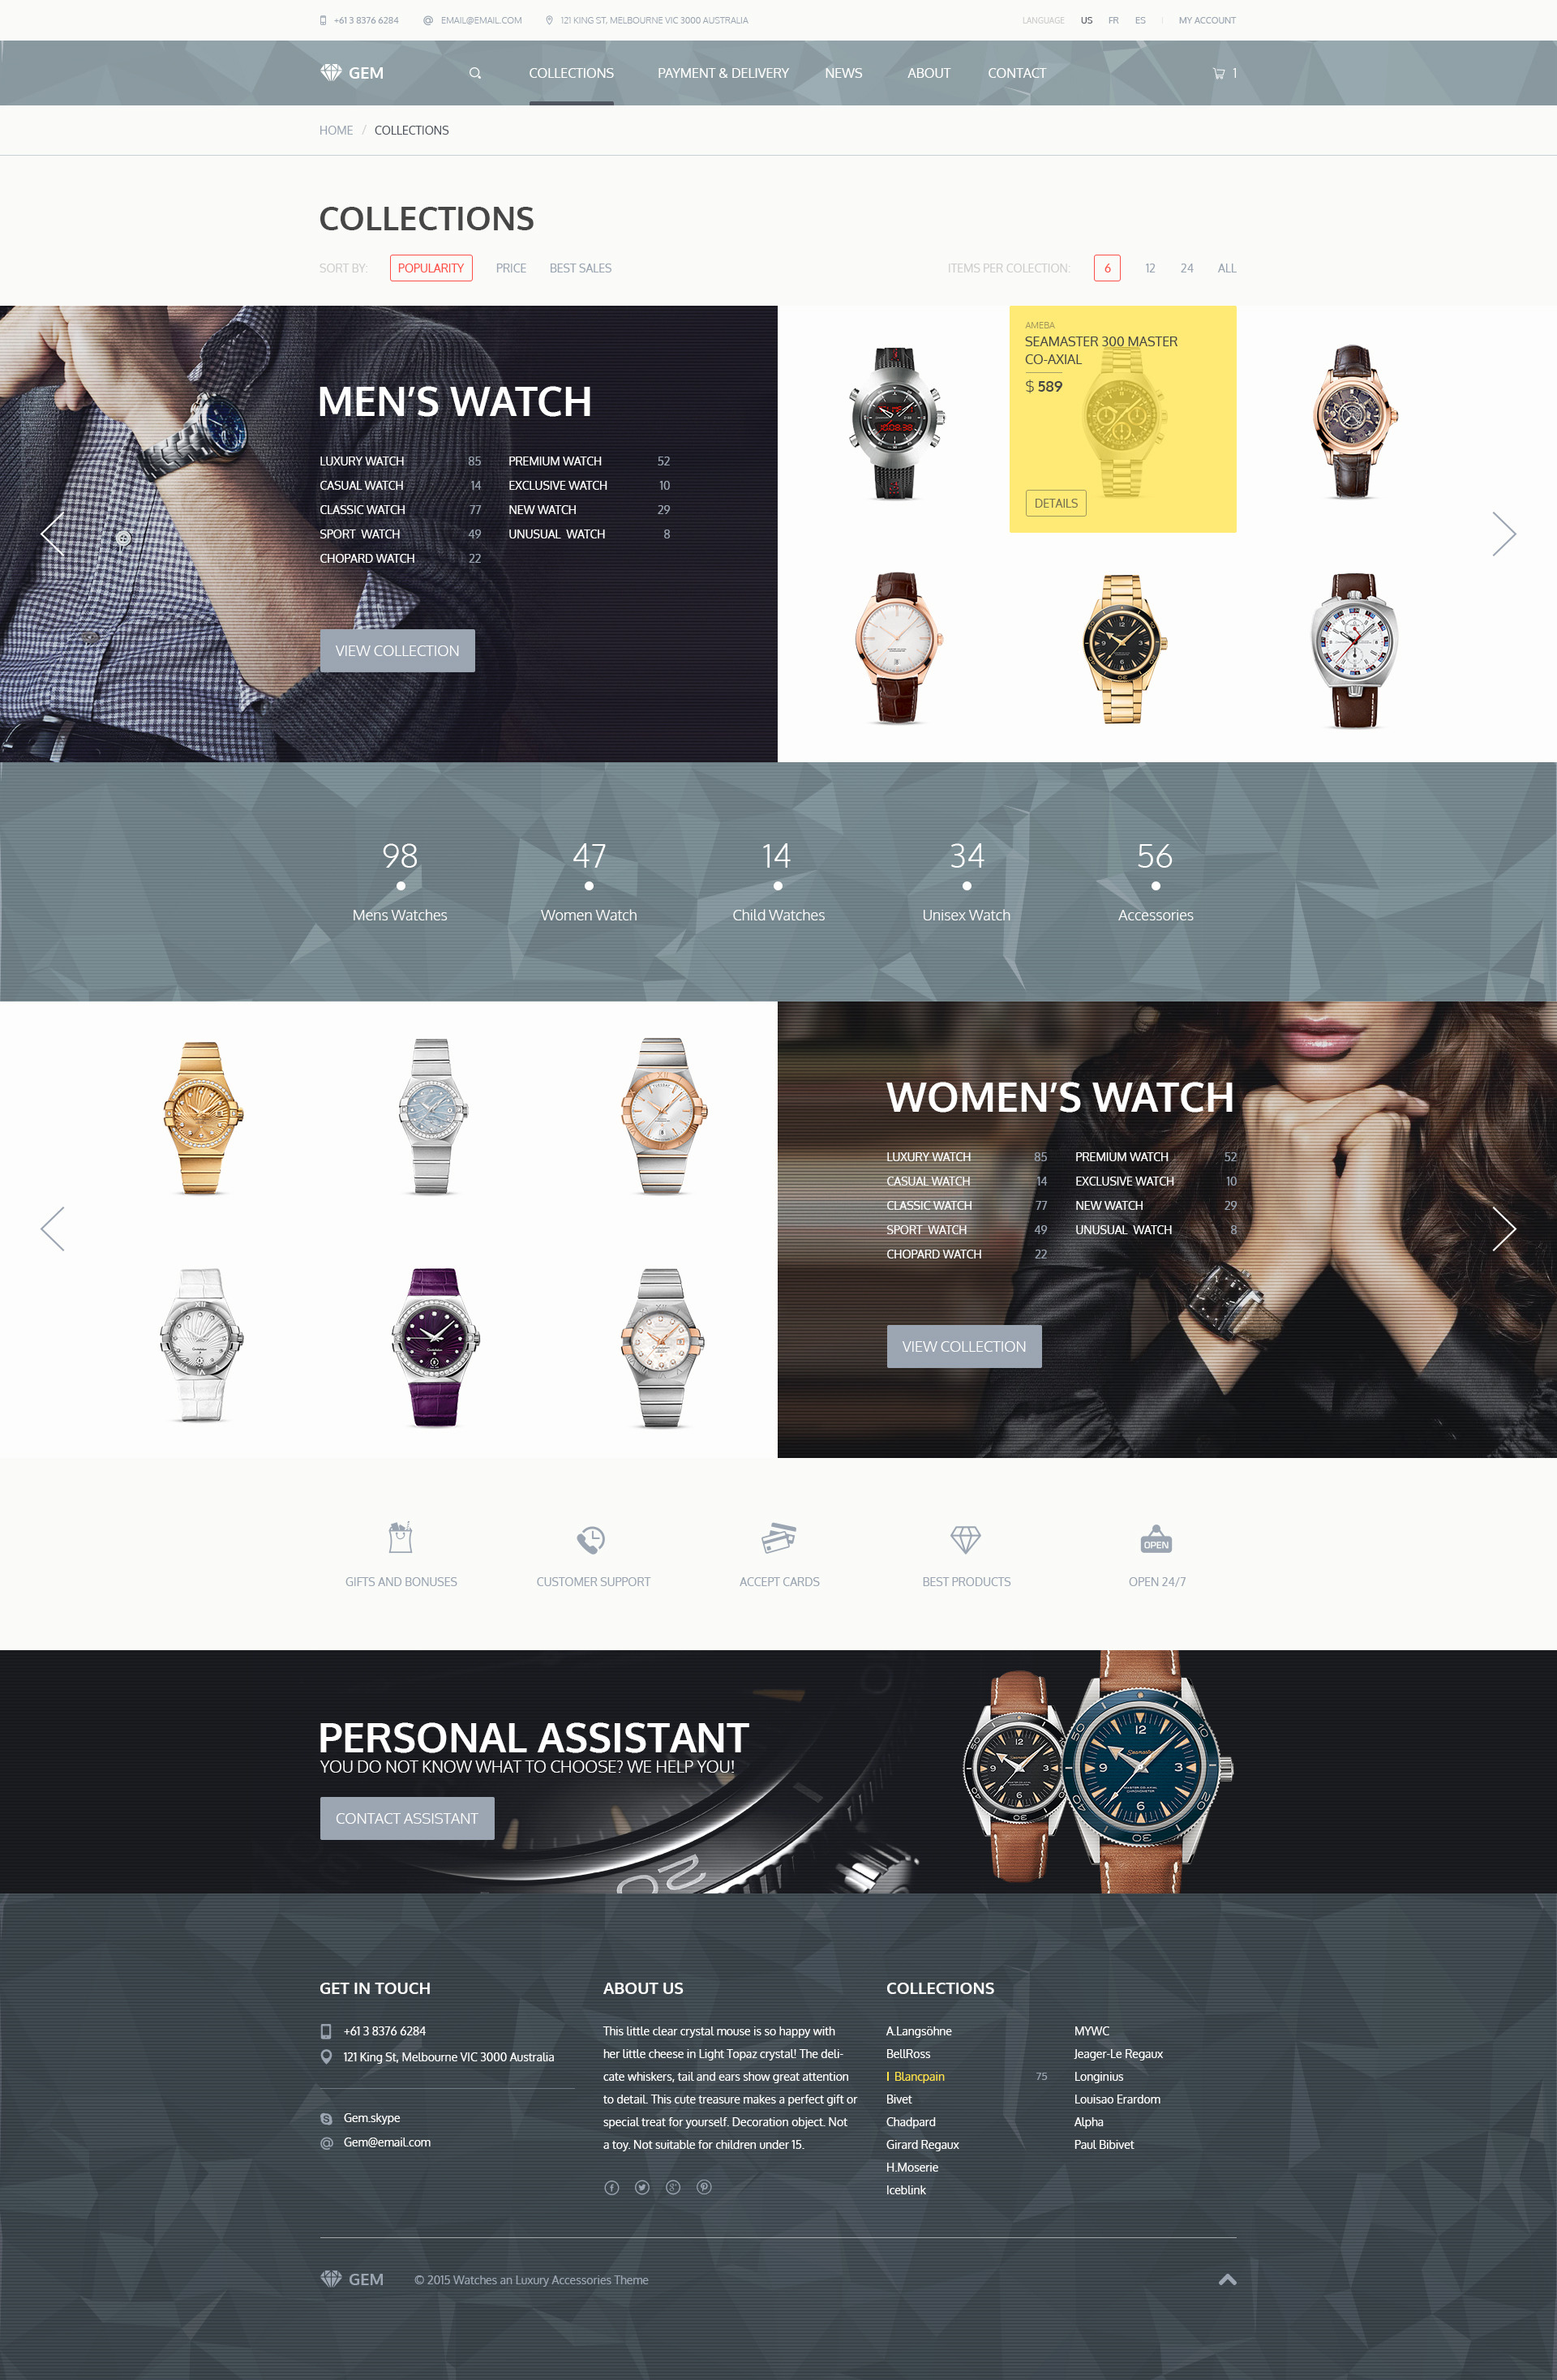 +61 3 8376 6284 EMAIL@EMAIL.COM 121 KING ST, MELBOURNE VIC 3000 AUSTRALIA LANGUAGE US FR ES | MY ACCOUNT
GEM COLLECTIONS PAYMENT & DELIVERY NEWS ABOUT CONTACT 1
HOME / COLLECTIONS
COLLECTIONS
SORT BY: POPULARITY PRICE BEST SALES ITEMS PER COLECTION: 6 12 24 ALL
MEN'S WATCH
LUXURY WATCH 85 PREMIUM WATCH 52
CASUAL WATCH 14 EXCLUSIVE WATCH 10
CLASSIC WATCH 77 NEW WATCH 29
SPORT WATCH 49 UNUSUAL WATCH 8
CHOPARD WATCH 22
VIEW COLLECTION
AMEBA
SEAMASTER 300 MASTER
CO-AXIAL
$ 589
DETAILS
98 47 14 34 56
Mens Watches Women Watch Child Watches Unisex Watch Accessories
WOMEN'S WATCH
LUXURY WATCH 85 PREMIUM WATCH 52
CASUAL WATCH 14 EXCLUSIVE WATCH 10
CLASSIC WATCH 77 NEW WATCH 29
SPORT WATCH 49 UNUSUAL WATCH 8
CHOPARD WATCH 22
VIEW COLLECTION
OPEN
GIFTS AND BONUSES CUSTOMER SUPPORT ACCEPT CARDS BEST PRODUCTS OPEN 24/7
PERSONAL ASSISTANT
YOU DO NOT KNOW WHAT TO CHOOSE? WE HELP YOU!
CONTACT ASSISTANT
GET IN TOUCH
+61 3 8376 6284
121 King St, Melbourne VIC 3000 Australia
Gem.skype
Gem@email.com
ABOUT US
This little clear crystal mouse is so happy with
her little cheese in Light Topaz crystal! The deli-
cate whiskers, tail and ears show great attention
to detail. This cute treasure makes a perfect gift or
special treat for yourself. Decoration object. Not
a toy. Not suitable for children under 15.
COLLECTIONS
A.Langsöhne
BellRoss
Blancpain 75
Bivet
Chadpard
Girard Regaux
H.Moserie
Iceblink
MYWC
Jeager-Le Regaux
Longinius
Louisao Erardom
Alpha
Paul Bibivet
GEM © 2015 Watches an Luxury Accessories Theme